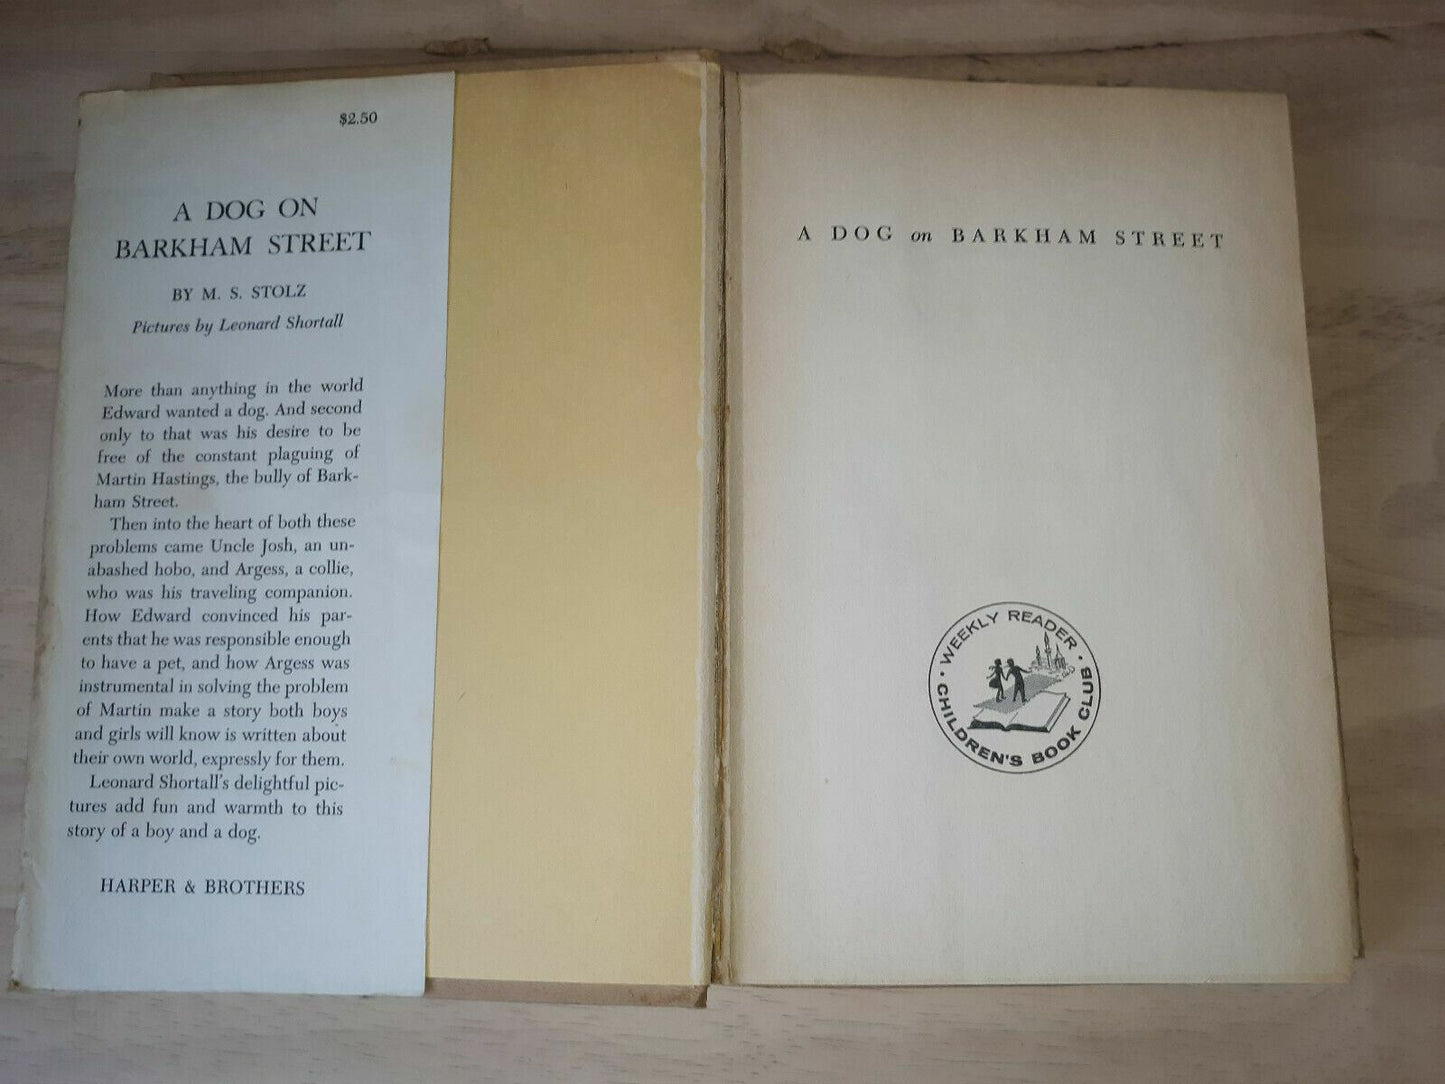 $2.50
A DOG ON
BARKHAM STREET
BY M. S. STOLZ
Pictures by Leonard Shortall
More than anything in the world
Edward wanted a dog. And second
only to that was his desire to be
free of the constant plaguing of
Martin Hastings, the bully of Bark-
ham Street.
Then into the heart of both these
problems came Uncle Josh, an un-
abashed hobo, and Argess, a collie,
who was his traveling companion.
How Edward convinced his par-
ents that he was responsible enough
to have a pet, and how Argess was
instrumental in solving the problem
of Martin make a story both boys
and girls will know is written about
their own world, expressly for them.
Leonard Shortall's delightful pic-
tures add fun and warmth to this
story of a boy and a dog.
HARPER & BROTHERS
A DOG on BARKHAM STREET
· WEEKLY READER ·
CHILDREN'S BOOK CLUB